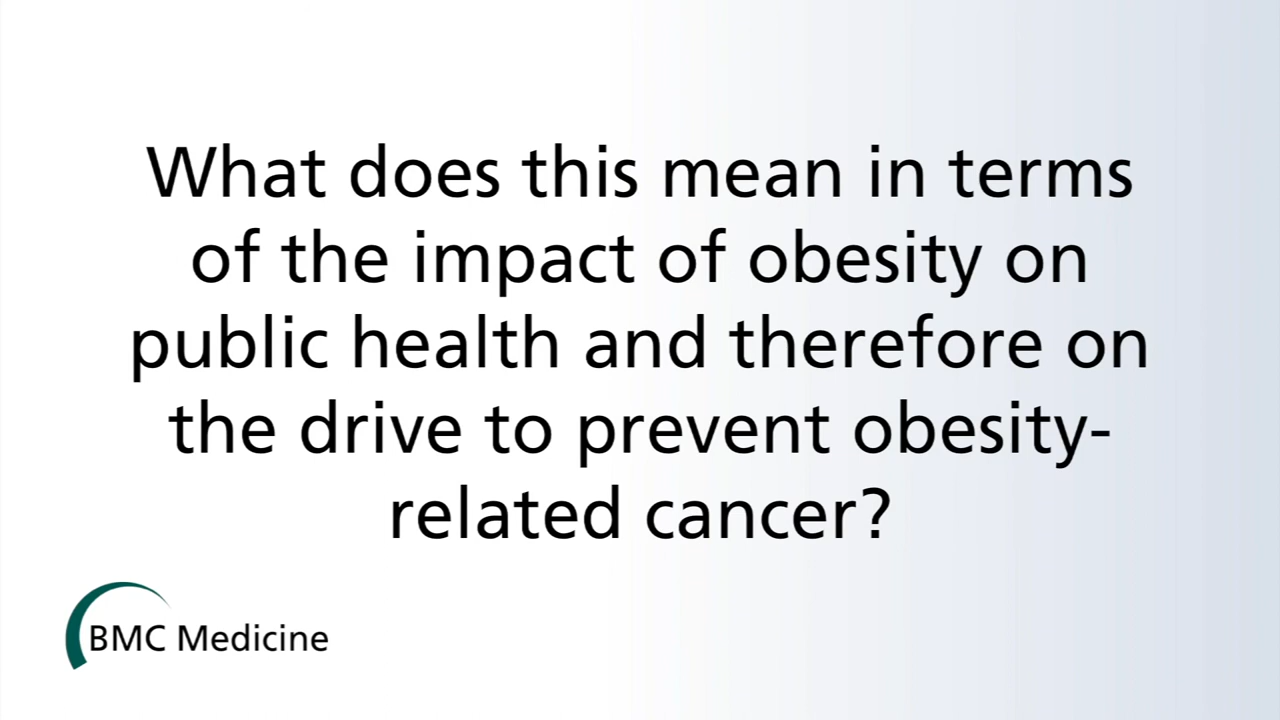 What does this mean in terms
of the impact of obesity on
public health and therefore on
the drive to prevent obesity-
related cancer?
BMC Medicine